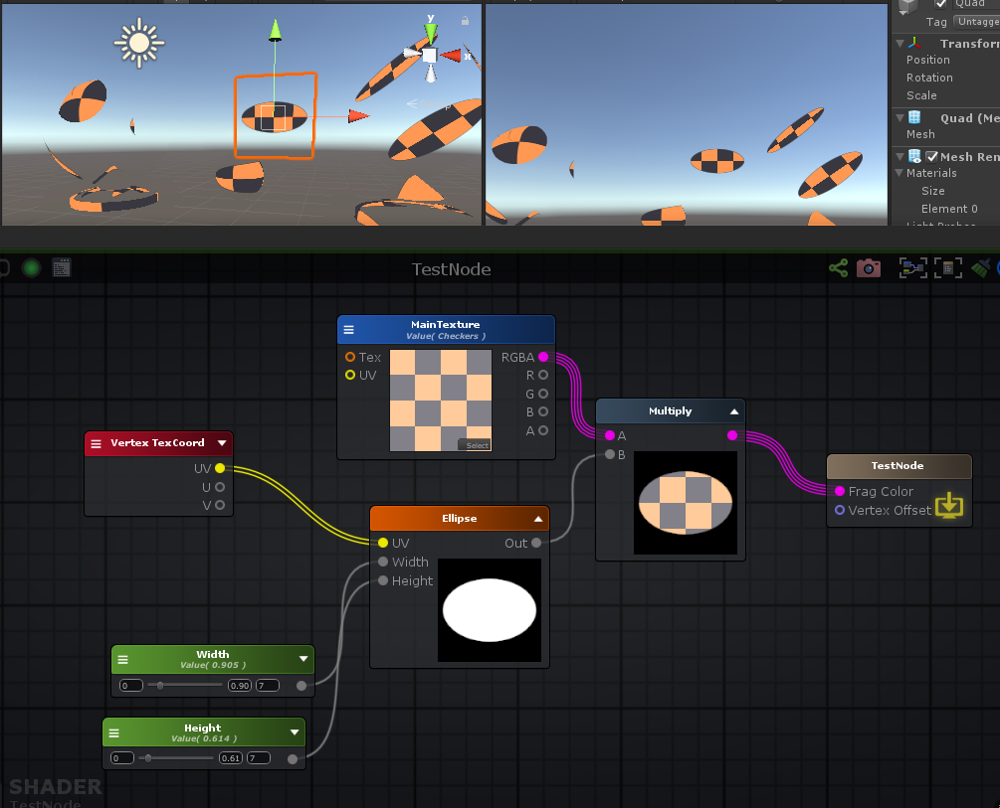 Quad
Tag Untagge
y
x
Transform
Position
Rotation
Scale
Quad (Me
Mesh
Mesh Ren
Materials
Size
Element 0
Light Probes
TestNode
MainTexture
Value( Checkers )
Tex
RGBA
UV
R
G
B
A
Select
Multiply
A
B
Vertex TexCoord
UV
U
V
TestNode
Frag Color
Vertex Offset
Ellipse
UV
Out
Width
Height
Width
Value( 0.905 )
0 0.90 7
Height
Value( 0.614 )
0 0.61 7
SHADER
TestNode